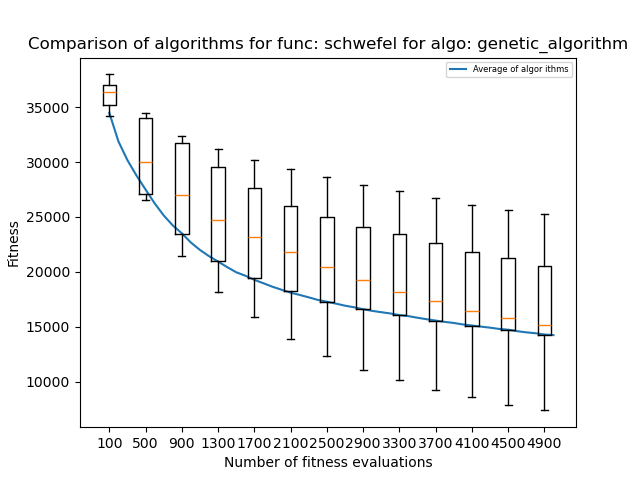 Comparison of algorithms for func: schwefel for algo: genetic_algorithm
Average of algor ithms
35000
30000
25000
20000
15000
10000
Fitness
100 500 900 1300 1700 2100 2500 2900 3300 3700 4100 4500 4900
Number of fitness evaluations